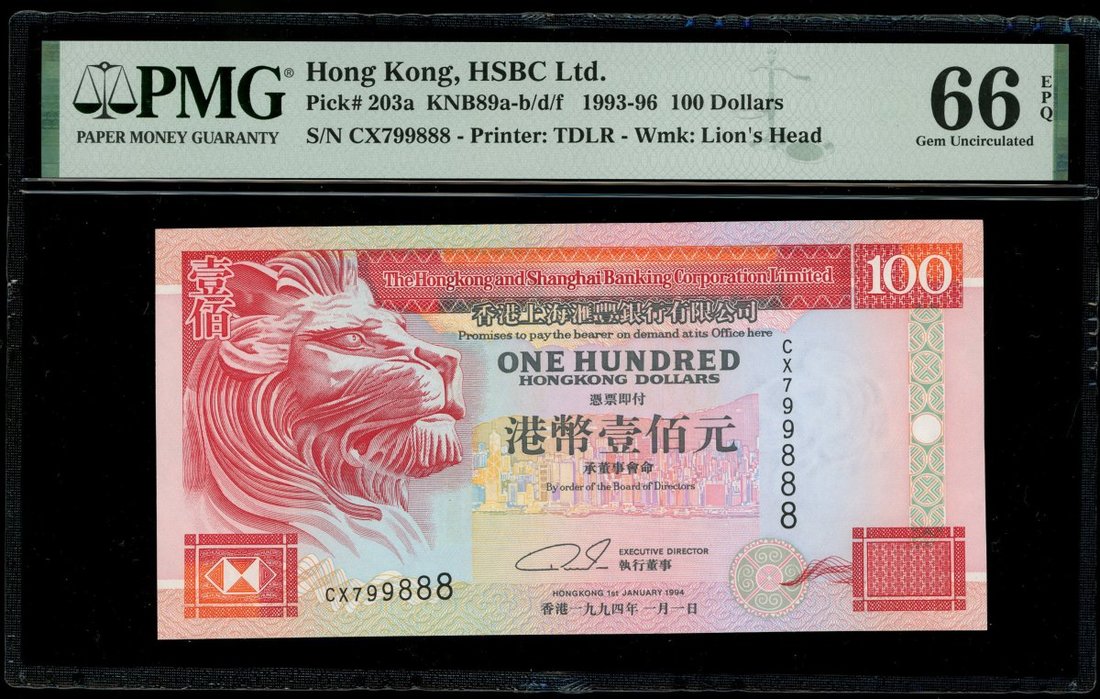 PMG®
PAPER MONEY GUARANTY
Hong Kong, HSBC Ltd.
Pick# 203a KNB89a-b/d/f 1993-96 100 Dollars
S/N CX799888 - Printer: TDLR - Wmk: Lion's Head
66
EPQ
Gem Uncirculated
壹佰
The Hongkong and Shanghai Banking Corporation Limited
100
香港上海滙豐銀行有限公司
Promises to pay the bearer on demand at its Office here
ONE HUNDRED
HONGKONG DOLLARS
憑票即付
港幣壹佰元
承董事會命
By order of the Board of Directors
CX799888
EXECUTIVE DIRECTOR
執行董事
CX799888
HONGKONG 1st JANUARY 1994
香港一九九四年一月一日